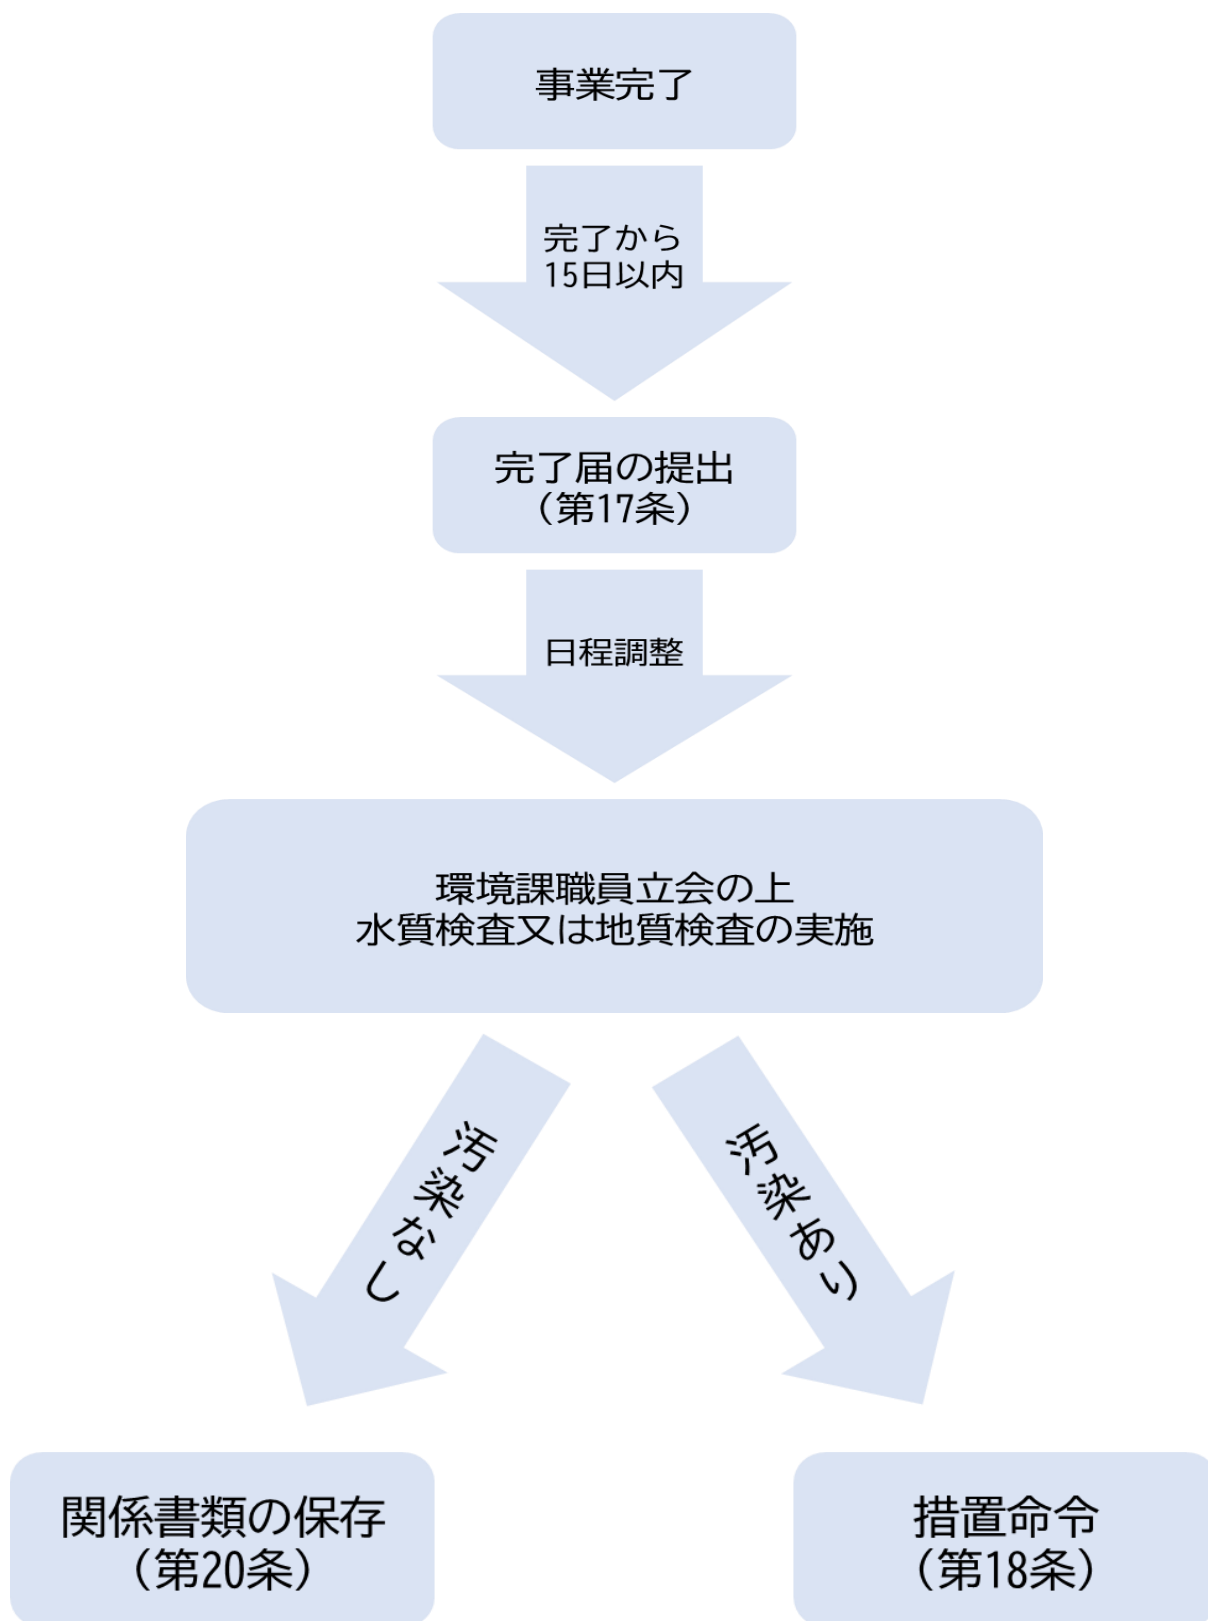 事業完了
完了から
15日以内
完了届の提出
（第17条）
日程調整
環境課職員立会の上
水質検査又は地質検査の実施
汚染なし
汚染あり
関係書類の保存
（第20条）
措置命令
（第18条）